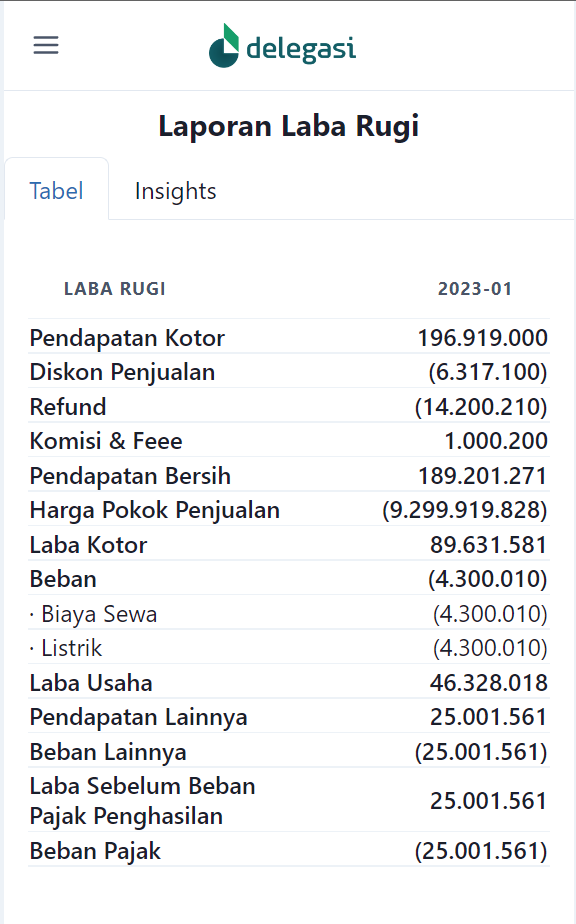 delegasi
Laporan Laba Rugi
Tabel Insights
LABA RUGI 2023-01
Pendapatan Kotor 196.919.000
Diskon Penjualan (6.317.100)
Refund (14.200.210)
Komisi & Feee 1.000.200
Pendapatan Bersih 189.201.271
Harga Pokok Penjualan (9.299.919.828)
Laba Kotor 89.631.581
Beban (4.300.010)
· Biaya Sewa (4.300.010)
· Listrik (4.300.010)
Laba Usaha 46.328.018
Pendapatan Lainnya 25.001.561
Beban Lainnya (25.001.561)
Laba Sebelum Beban
Pajak Penghasilan 25.001.561
Beban Pajak (25.001.561)